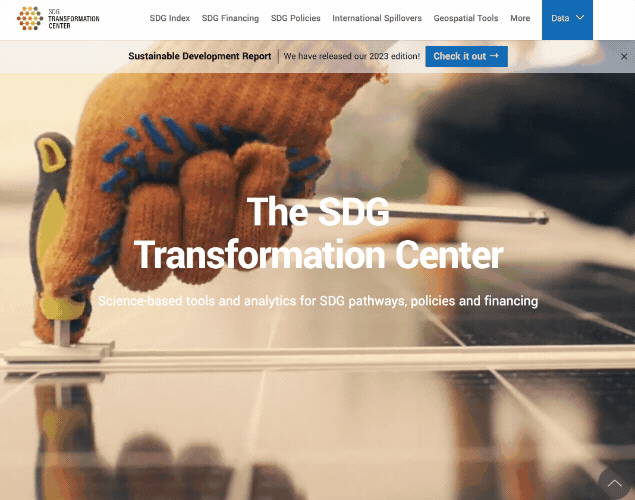 SDG
TRANSFORMATION
CENTER
SDG Index SDG Financing SDG Policies International Spillovers Geospatial Tools More Data
Sustainable Development Report We have released our 2023 edition! Check it out →
The SDG
Transformation Center
Science-based tools and analytics for SDG pathways, policies and financing